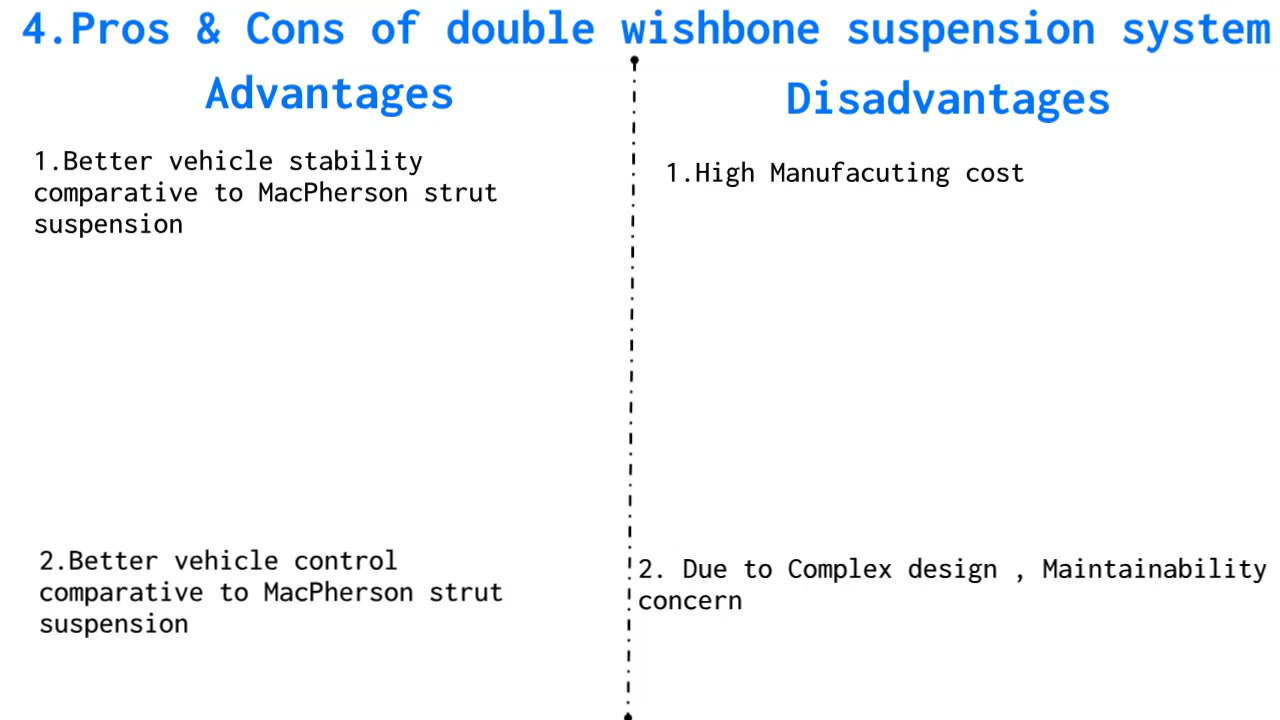 4.Pros & Cons of double wishbone suspension system
Advantages
1.Better vehicle stability
comparative to MacPherson strut
suspension
2.Better vehicle control
comparative to MacPherson strut
suspension
Disadvantages
1.High Manufacuting cost
2. Due to Complex design , Maintainability
concern